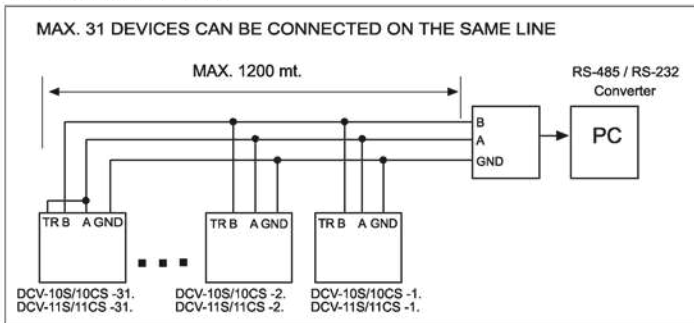 MAX. 31 DEVICES CAN BE CONNECTED ON THE SAME LINE
MAX. 1200 mt.
RS-485 / RS-232
Converter
B
A
GND
PC
TR B A GND
TR B A GND
TR B A GND
DCV-10S/10CS -31.
DCV-11S/11CS -31.
DCV-10S/10CS -2.
DCV-11S/11CS -2.
DCV-10S/10CS -1.
DCV-11S/11CS -1.